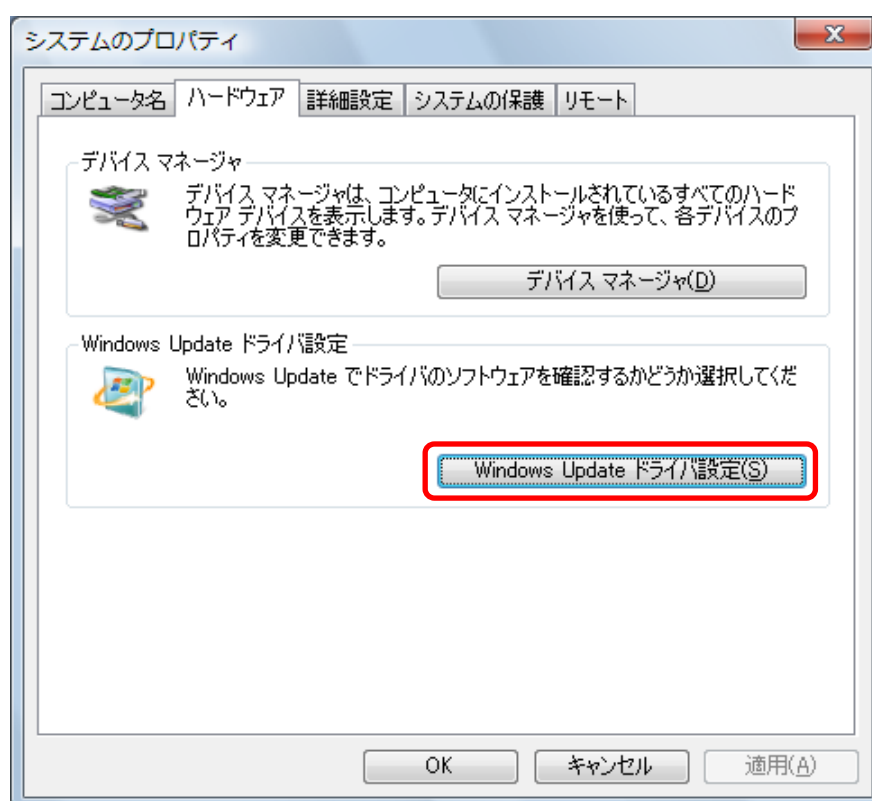 システムのプロパティ
コンピュータ名 ハードウェア 詳細設定 システムの保護 リモート
デバイス マネージャ
デバイス マネージャは、コンピュータにインストールされているすべてのハード
ウェア デバイスを表示します。デバイス マネージャを使って、各デバイスのプ
ロパティを変更できます。
デバイス マネージャ(D)
Windows Update ドライバ設定
Windows Update でドライバのソフトウェアを確認するかどうか選択してくだ
さい。
Windows Update ドライバ設定(S)
OK キャンセル 適用(A)